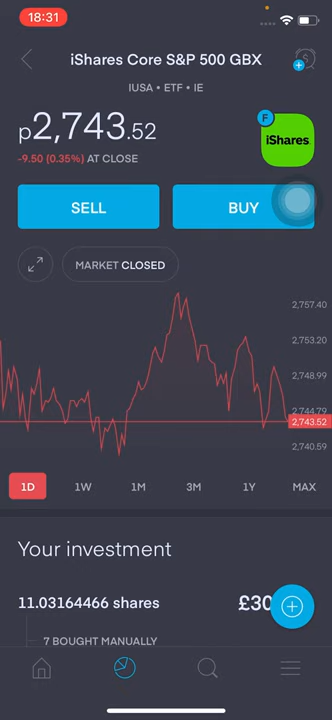 18:31
iShares Core S&P 500 GBX
IUSA • ETF • IE
p2,743.52
-9.50 (0.35%) AT CLOSE
F
iShares.
SELL
BUY
MARKET CLOSED
2,757.40
2,753.20
2,748.99
2,744.79
2,743.52
2,740.59
1D
1W
1M
3M
1Y
MAX
Your investment
11.03164466 shares
£30
7 BOUGHT MANUALLY